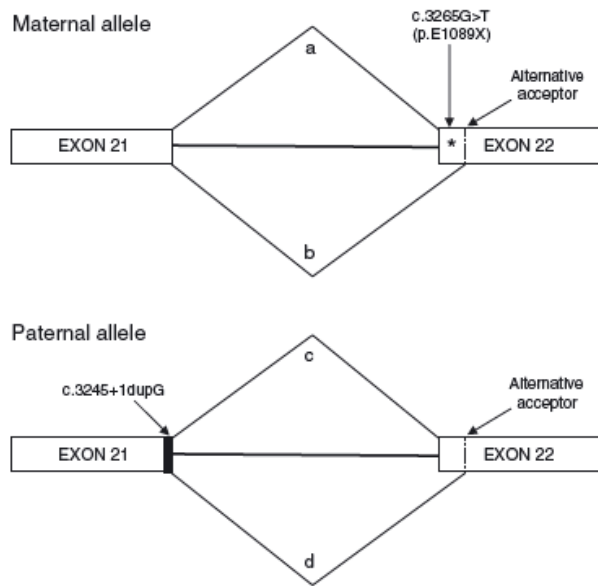 Maternal allele
c.3265G>T
(p.E1089X)
a
Alternative
acceptor
EXON 21
*
EXON 22
b
Paternal allele
c
c.3245+1dupG
Alternative
acceptor
EXON 21
EXON 22
d